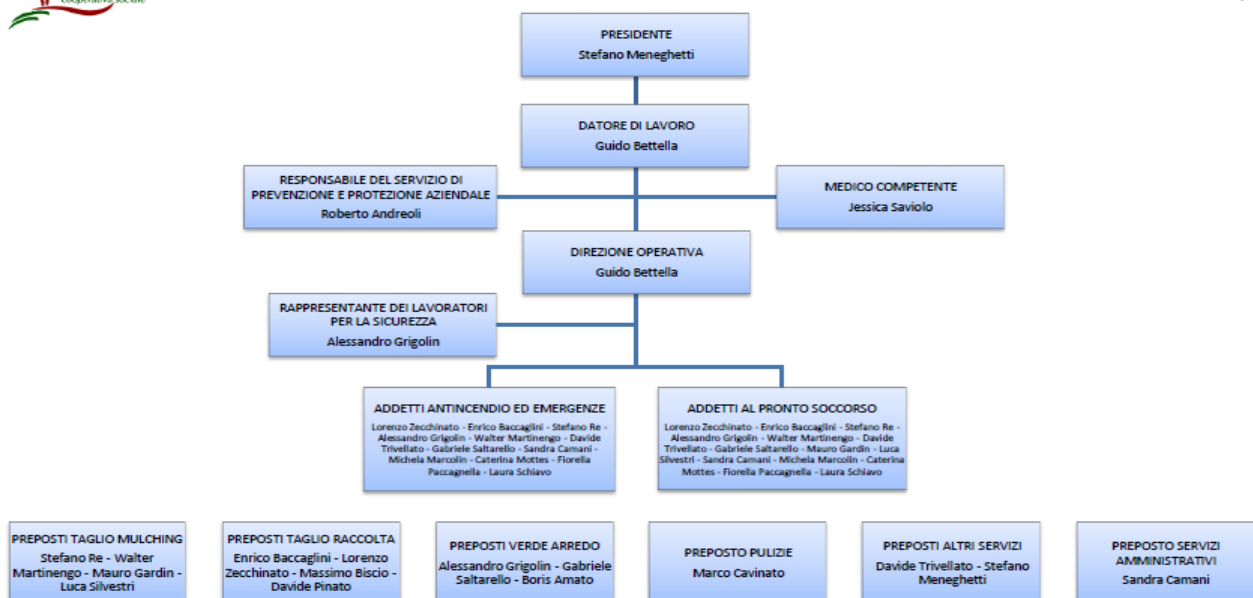 cooperativa sociale
PRESIDENTE
Stefano Meneghetti
DATORE DI LAVORO
Guido Bettella
RESPONSABILE DEL SERVIZIO DI
PREVENZIONE E PROTEZIONE AZIENDALE
Roberto Andreoli
MEDICO COMPETENTE
Jessica Saviolo
DIREZIONE OPERATIVA
Guido Bettella
RAPPRESENTANTE DEI LAVORATORI
PER LA SICUREZZA
Alessandro Grigolin
ADDETTI ANTINCENDIO ED EMERGENZE
Lorenzo Zecchinato - Enrico Baccaglini - Stefano Re -
Alessandro Grigolin - Walter Martinengo - Davide
Trivellato - Gabriele Saltarello - Sandra Camani -
Michela Marcolin - Caterina Mottes - Fiorella
Paccagnella - Laura Schiavo
ADDETTI AL PRONTO SOCCORSO
Lorenzo Zecchinato - Enrico Baccaglini - Stefano Re -
Alessandro Grigolin - Walter Martinengo - Davide
Trivellato - Gabriele Saltarello - Mauro Gardin - Luca
Silvestri - Sandra Camani - Michela Marcolin - Caterina
Mottes - Fiorella Paccagnella - Laura Schiavo
PREPOSTI TAGLIO MULCHING
Stefano Re - Walter
Martinengo - Mauro Gardin -
Luca Silvestri
PREPOSTI TAGLIO RACCOLTA
Enrico Baccaglini - Lorenzo
Zecchinato - Massimo Biscio -
Davide Pinato
PREPOSTI VERDE ARREDO
Alessandro Grigolin - Gabriele
Saltarello - Boris Amato
PREPOSTO PULIZIE
Marco Cavinato
PREPOSTI ALTRI SERVIZI
Davide Trivellato - Stefano
Meneghetti
PREPOSTO SERVIZI
AMMINISTRATIVI
Sandra Camani